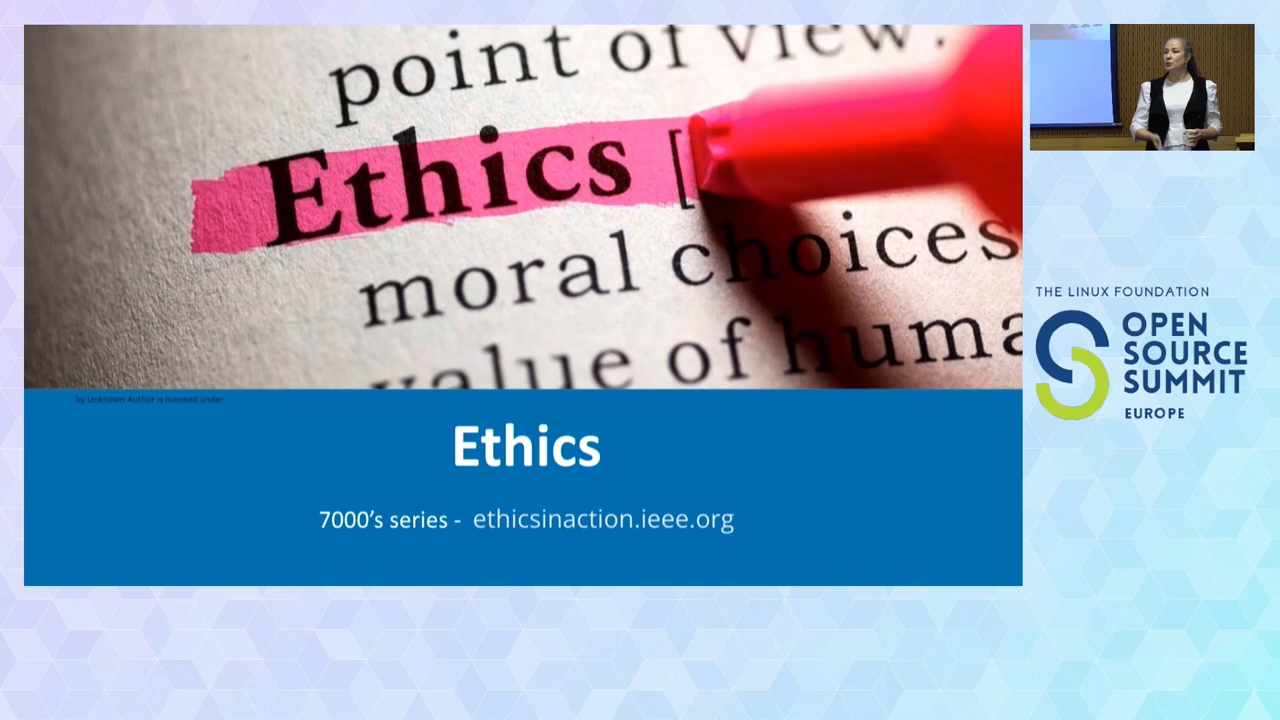 point of view.
Ethics [
moral choices
value of huma
by Unknown Author is licensed under
Ethics
7000's series - ethicsinaction.ieee.org
THE LINUX FOUNDATION
OPEN
SOURCE
SUMMIT
EUROPE